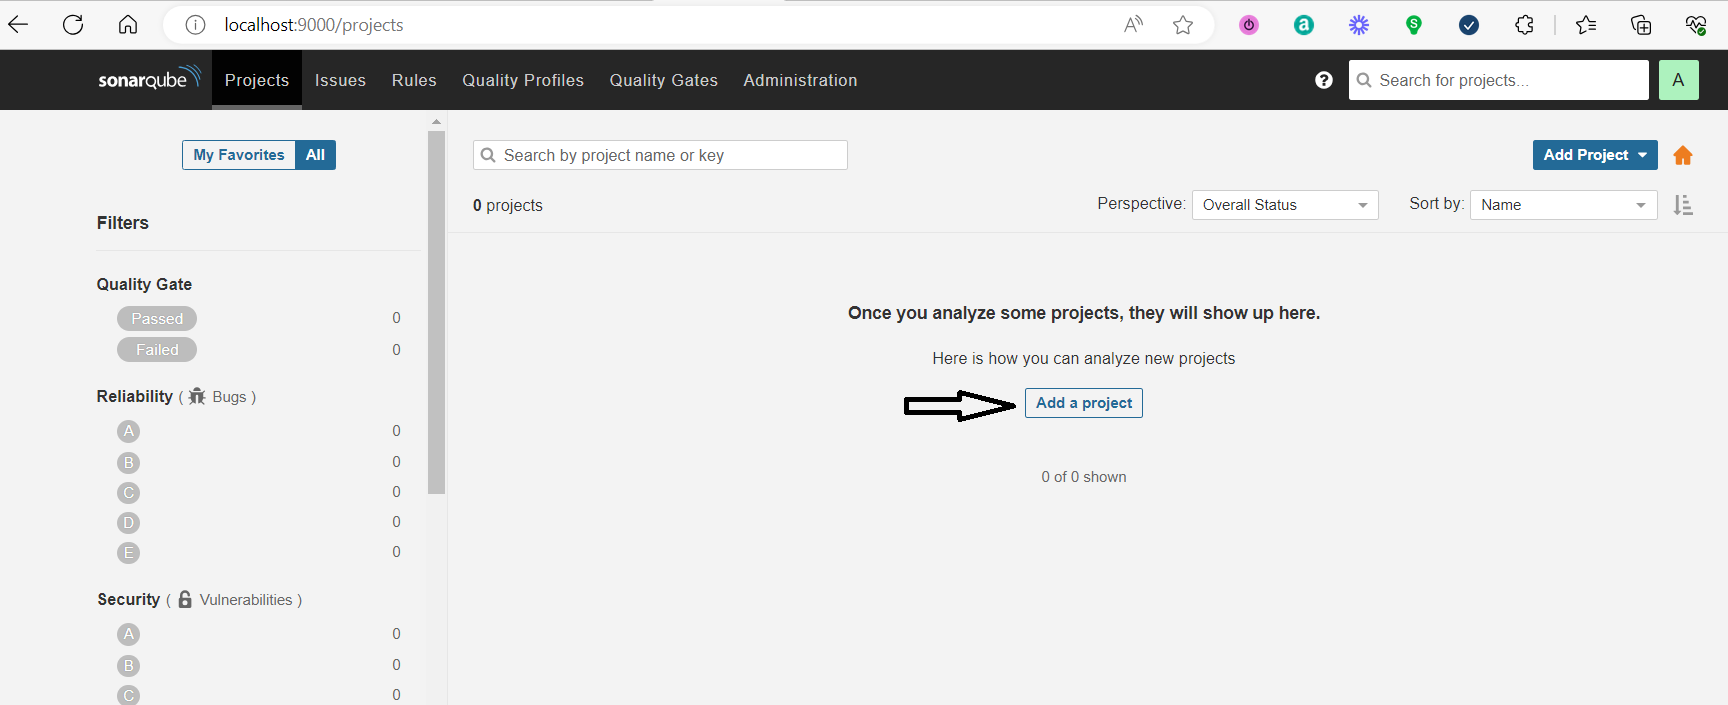 localhost:9000/projects
A
a
S
sonarqube Projects Issues Rules Quality Profiles Quality Gates Administration ? Search for projects... A
My Favorites All
Search by project name or key
Add Project
0 projects
Perspective: Overall Status
Sort by: Name
Filters
Quality Gate
Passed 0
Failed 0
Reliability ( Bugs )
A 0
B 0
C 0
D 0
E 0
Security ( Vulnerabilities )
A 0
B 0
C 0
Once you analyze some projects, they will show up here.
Here is how you can analyze new projects
Add a project
0 of 0 shown